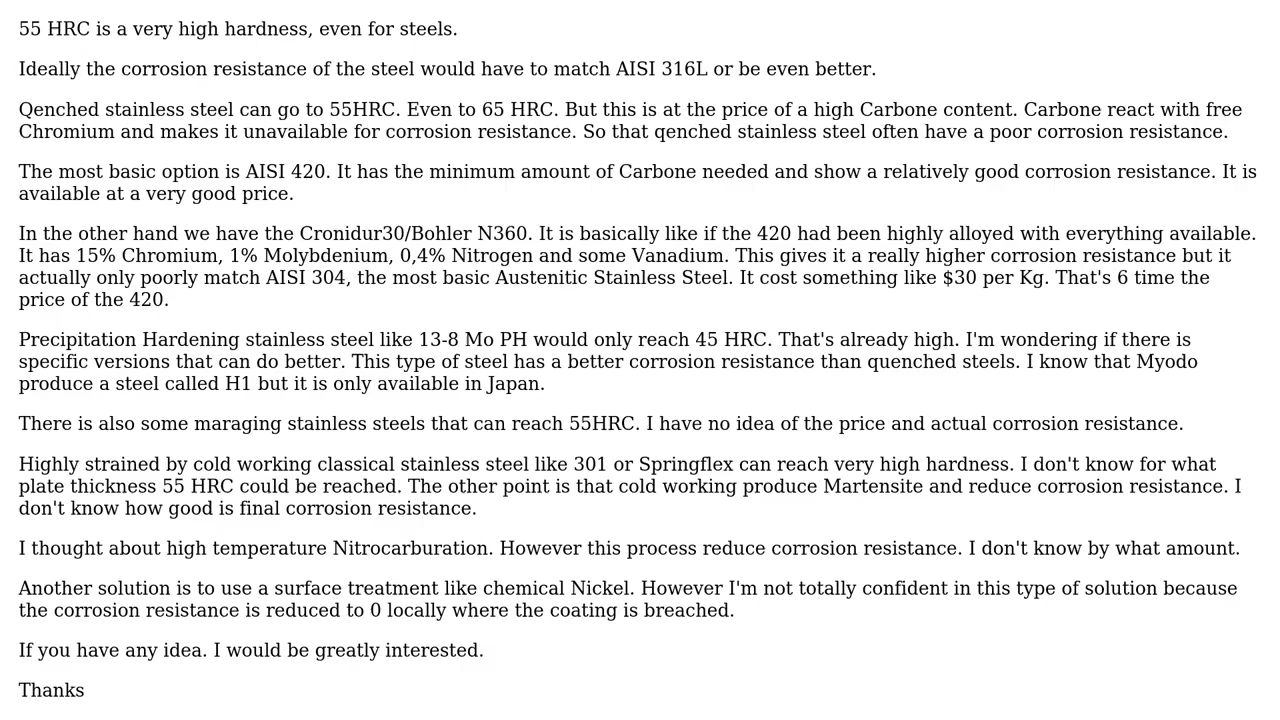 55 HRC is a very high hardness, even for steels.
Ideally the corrosion resistance of the steel would have to match AISI 316L or be even better.
Qenched stainless steel can go to 55HRC. Even to 65 HRC. But this is at the price of a high Carbone content. Carbone react with free
Chromium and makes it unavailable for corrosion resistance. So that qenched stainless steel often have a poor corrosion resistance.
The most basic option is AISI 420. It has the minimum amount of Carbone needed and show a relatively good corrosion resistance. It is
available at a very good price.
In the other hand we have the Cronidur30/Bohler N360. It is basically like if the 420 had been highly alloyed with everything available.
It has 15% Chromium, 1% Molybdenium, 0,4% Nitrogen and some Vanadium. This gives it a really higher corrosion resistance but it
actually only poorly match AISI 304, the most basic Austenitic Stainless Steel. It cost something like $30 per Kg. That's 6 time the
price of the 420.
Precipitation Hardening stainless steel like 13-8 Mo PH would only reach 45 HRC. That's already high. I'm wondering if there is
specific versions that can do better. This type of steel has a better corrosion resistance than quenched steels. I know that Myodo
produce a steel called H1 but it is only available in Japan.
There is also some maraging stainless steels that can reach 55HRC. I have no idea of the price and actual corrosion resistance.
Highly strained by cold working classical stainless steel like 301 or Springflex can reach very high hardness. I don't know for what
plate thickness 55 HRC could be reached. The other point is that cold working produce Martensite and reduce corrosion resistance. I
don't know how good is final corrosion resistance.
I thought about high temperature Nitrocarburation. However this process reduce corrosion resistance. I don't know by what amount.
Another solution is to use a surface treatment like chemical Nickel. However I'm not totally confident in this type of solution because
the corrosion resistance is reduced to 0 locally where the coating is breached.
If you have any idea. I would be greatly interested.
Thanks